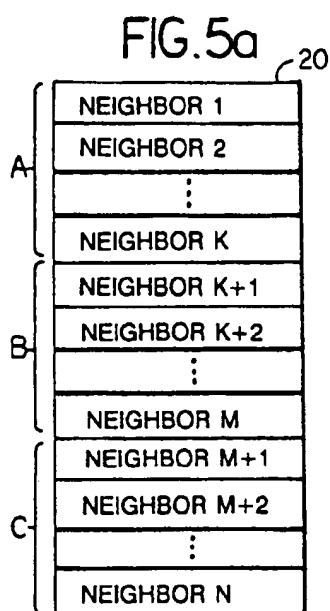 FIG.5a
20
NEIGHBOR 1
A
NEIGHBOR 2
⋮
NEIGHBOR K
NEIGHBOR K+1
B
NEIGHBOR K+2
⋮
NEIGHBOR M
NEIGHBOR M+1
C
NEIGHBOR M+2
⋮
NEIGHBOR N